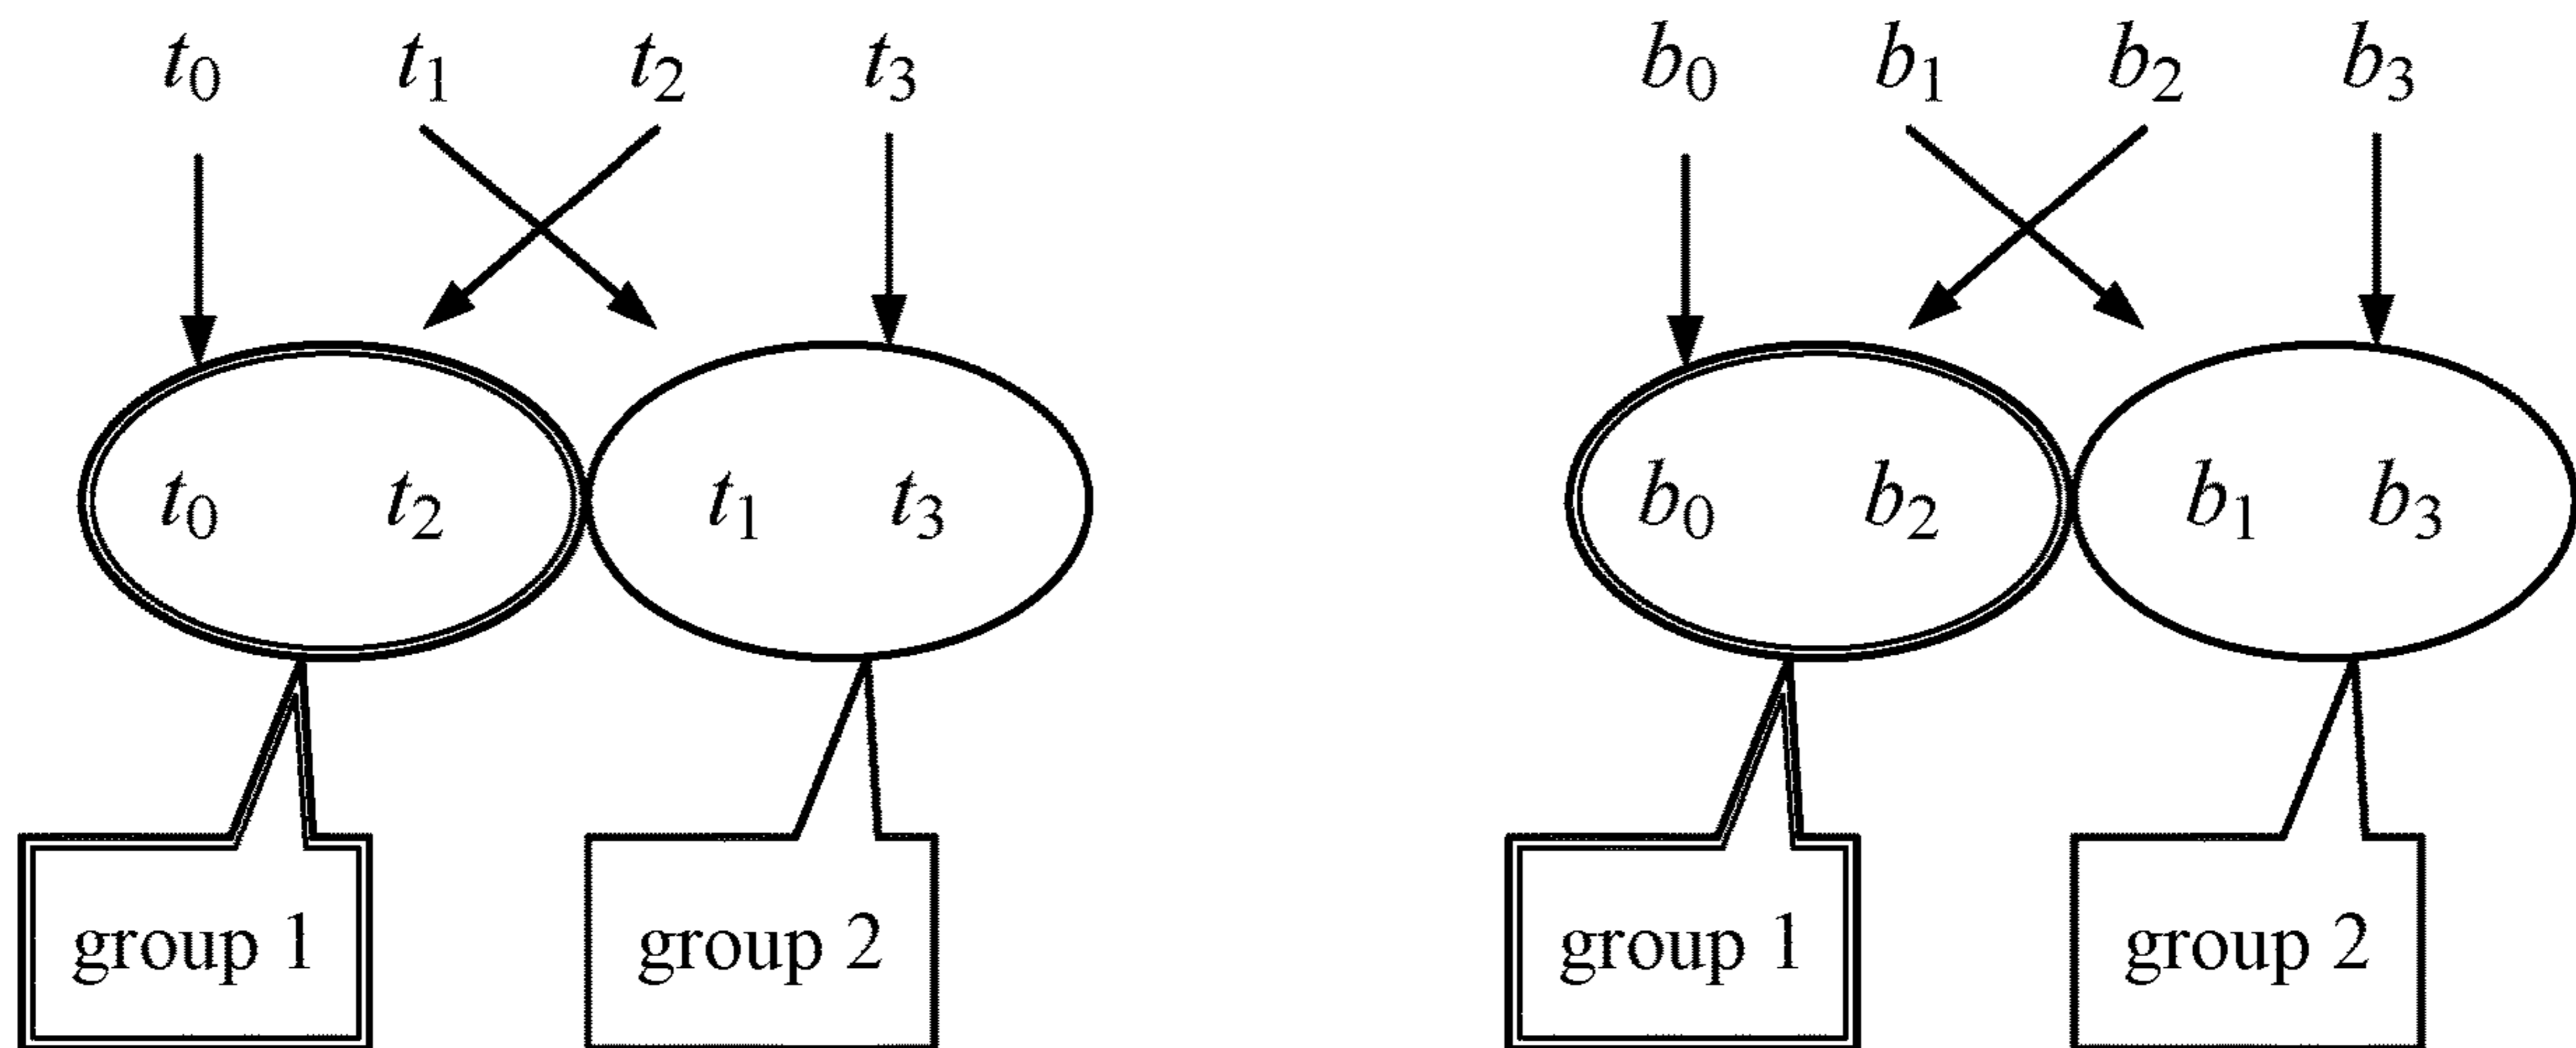 t₀ t₁ t₂ t₃ b₀ b₁ b₂ b₃
t₀ t₂ t₁ t₃ b₀ b₂ b₁ b₃
group 1 group 2 group 1 group 2